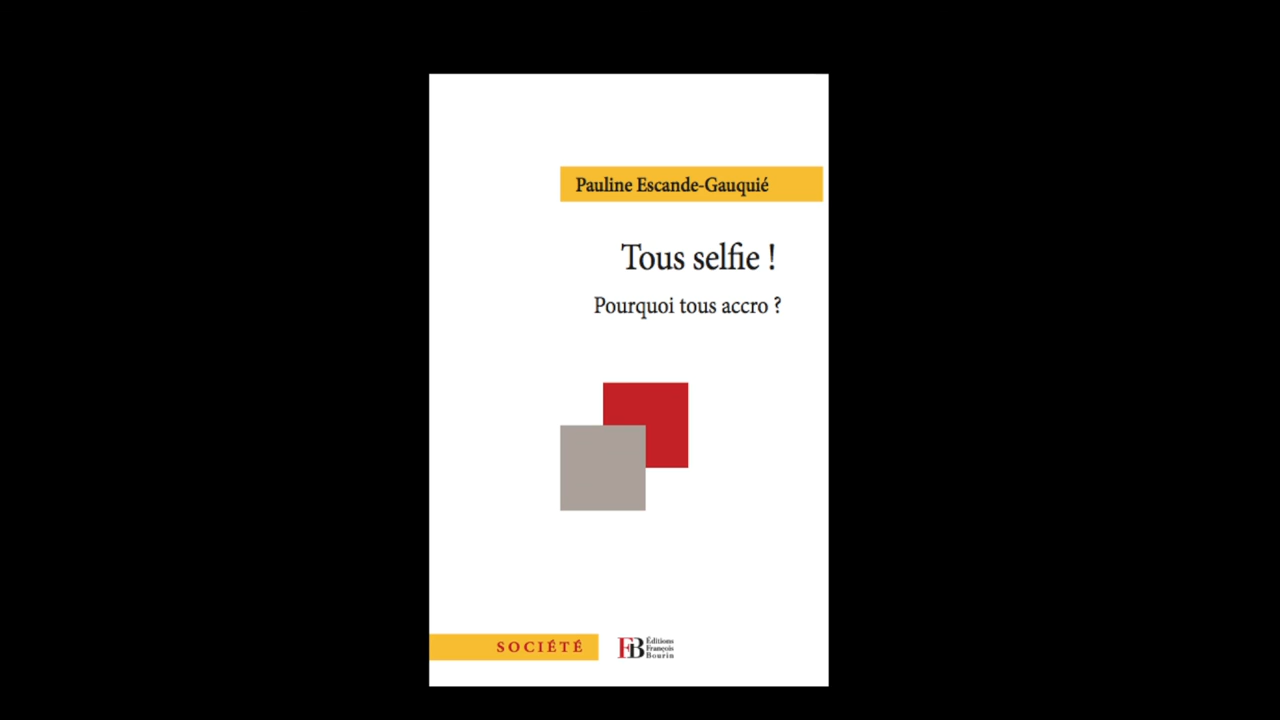 Pauline Escande-Gauquié
Tous selfie !
Pourquoi tous accro ?
SOCIÉTÉ
FB
Éditions
François
Bourin